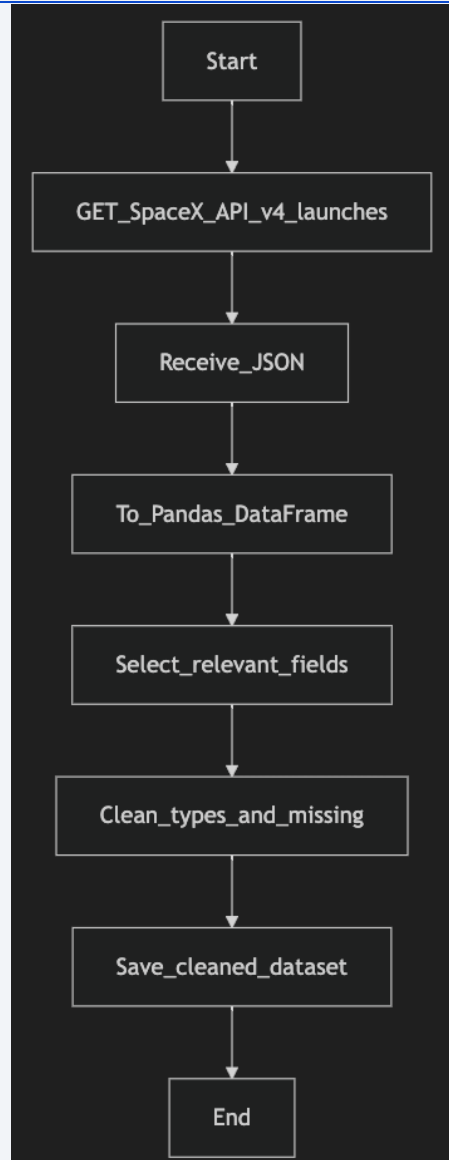 Start
GET_SpaceX_API_v4_launches
Receive_JSON
To_Pandas_DataFrame
Select_relevant_fields
Clean_types_and_missing
Save_cleaned_dataset
End